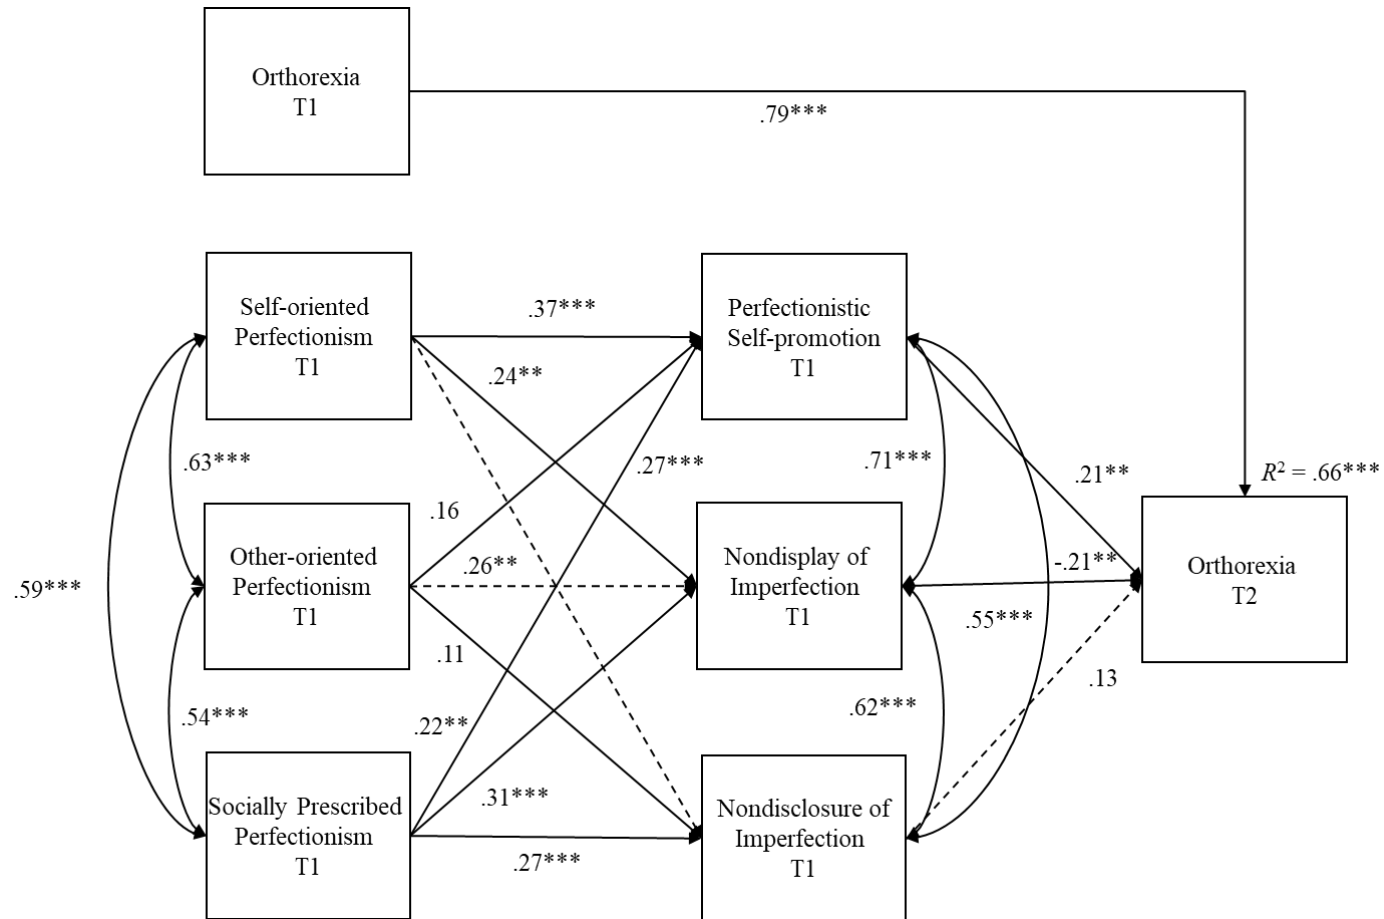 Orthorexia
T1
.79***
Self-oriented
Perfectionism
T1
.37***
Perfectionistic
Self-promotion
T1
.24**
.63***
.27***
.71***
.21**
R² = .66***
.16
Other-oriented
Perfectionism
T1
.26**
Nondisplay of
Imperfection
T1
-.21**
Orthorexia
T2
.59***
.55***
.11
.13
.54***
.22**
.62***
Socially Prescribed
Perfectionism
T1
.31***
.27***
Nondisclosure of
Imperfection
T1